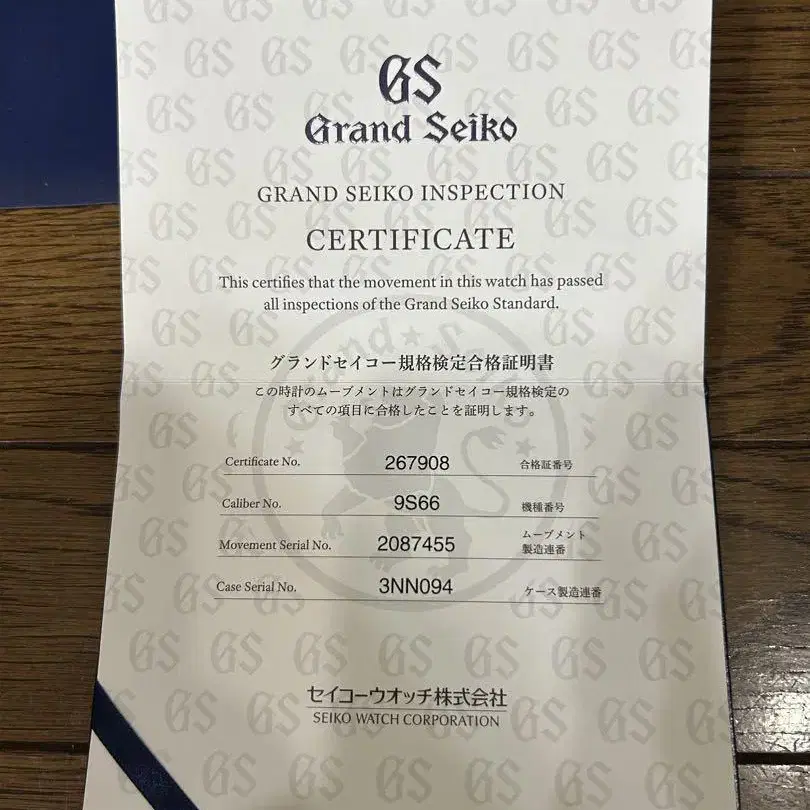 GS
Grand Seiko
GRAND SEIKO INSPECTION
CERTIFICATE
This certifies that the movement in this watch has passed
all inspections of the Grand Seiko Standard.
グランドセイコー規格検定合格証明書
この時計のムーブメントはグランドセイコー規格検定の
すべての項目に合格したことを証明します。
Certificate No. 267908 合格証番号
Caliber No. 9S66 機種番号
Movement Serial No. 2087455 ムーブメント
製造連番
Case Serial No. 3NN094 ケース製造連番
セイコーウオッチ株式会社
SEIKO WATCH CORPORATION